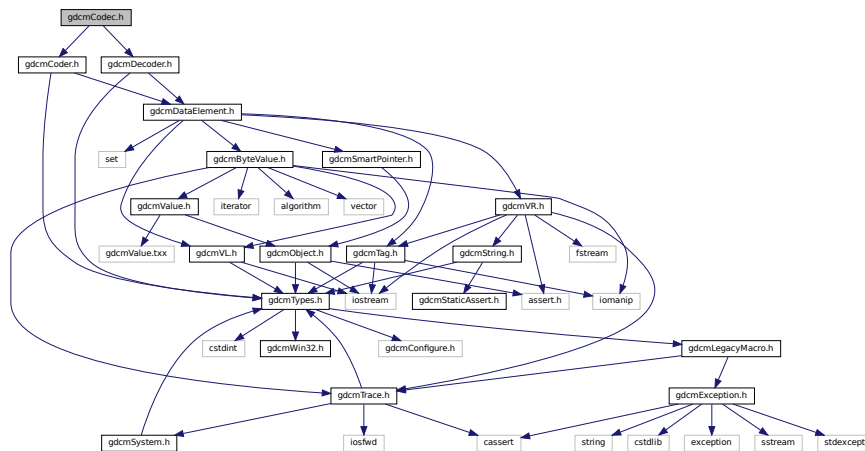 gdcmCodec.h
gdcmCoder.h
gdcmDecoder.h
gdcmDataElement.h
set
gdcmByteValue.h
gdcmSmartPointer.h
gdcmValue.h
iterator
algorithm
vector
gdcmVR.h
gdcmValue.txx
gdcmVL.h
gdcmObject.h
gdcmTag.h
gdcmString.h
fstream
gdcmTypes.h
iostream
gdcmStaticAssert.h
assert.h
iomanip
cstdint
gdcmWin32.h
gdcmConfigure.h
gdcmLegacyMacro.h
gdcmTrace.h
gdcmException.h
gdcmSystem.h
iosfwd
cassert
string
cstdlib
exception
sstream
stdexcept